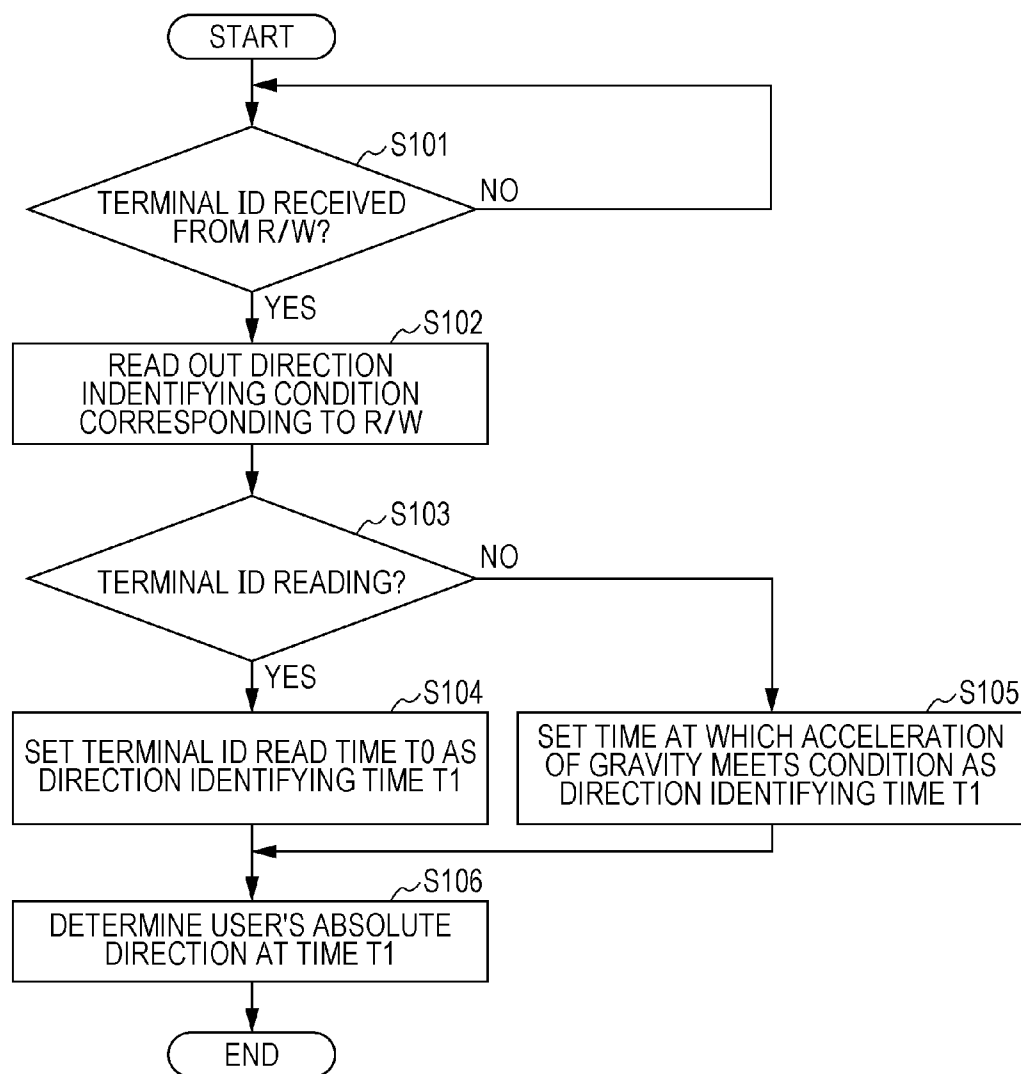 START
S101
TERMINAL ID RECEIVED
FROM R/W?
NO
YES
S102
READ OUT DIRECTION
INDENTIFYING CONDITION
CORRESPONDING TO R/W
S103
TERMINAL ID READING?
NO
YES
S104
SET TERMINAL ID READ TIME T0 AS
DIRECTION IDENTIFYING TIME T1
S105
SET TIME AT WHICH ACCELERATION
OF GRAVITY MEETS CONDITION AS
DIRECTION IDENTIFYING TIME T1
S106
DETERMINE USER'S ABSOLUTE
DIRECTION AT TIME T1
END